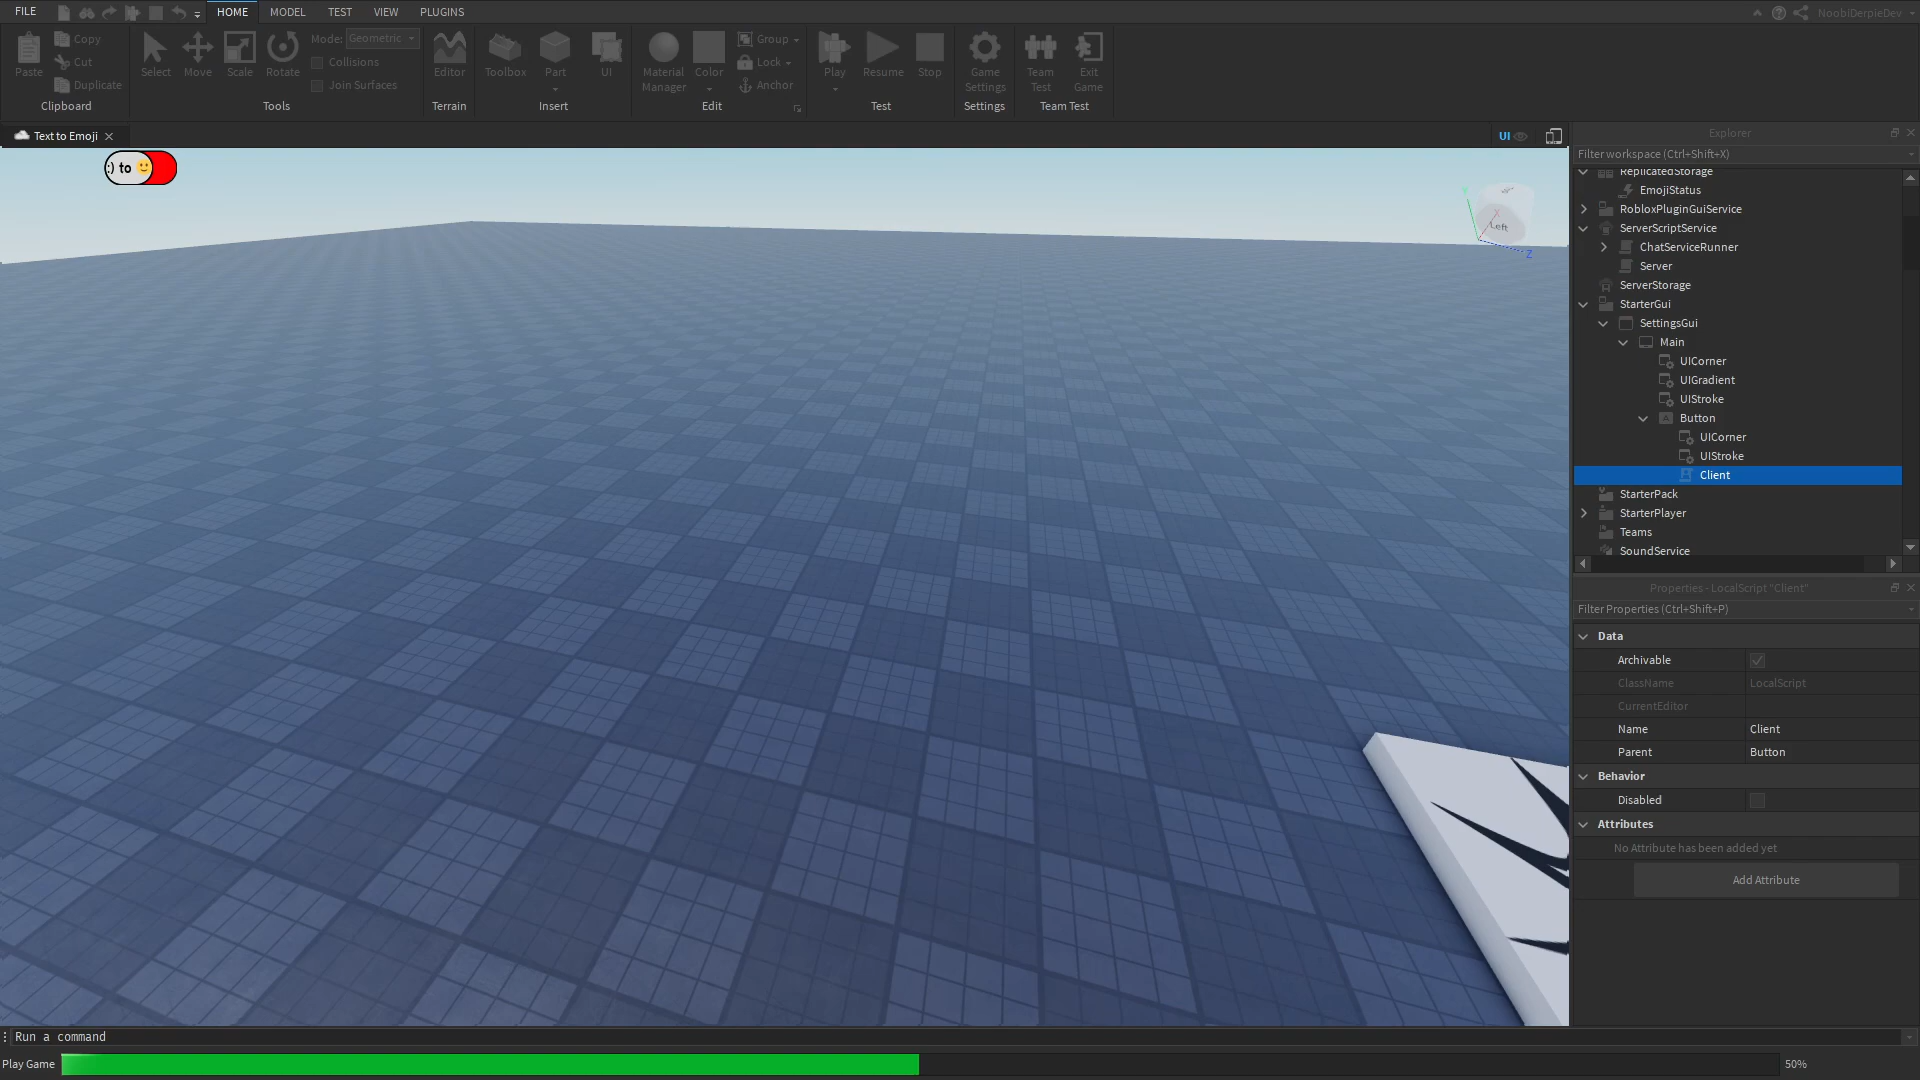 FILE
HOME
MODEL
TEST
VIEW
PLUGINS
NoobiDerpieDev
Paste
Copy
Cut
Duplicate
Clipboard
Select
Move
Scale
Rotate
Mode:
Geometric
Collisions
Join Surfaces
Tools
Editor
Terrain
Toolbox
Part
UI
Insert
Material
Manager
Color
Group
Lock
Anchor
Edit
Play
Resume
Stop
Test
Game
Settings
Settings
Team
Test
Exit
Game
Team Test
Text to Emoji
UI
:) to 🙂
Y
X
Left
Z
Explorer
Filter workspace (Ctrl+Shift+X)
ReplicatedStorage
EmojiStatus
RobloxPluginGuiService
ServerScriptService
ChatServiceRunner
Server
ServerStorage
StarterGui
SettingsGui
Main
UICorner
UIGradient
UIStroke
Button
UICorner
UIStroke
Client
StarterPack
StarterPlayer
Teams
SoundService
Properties - LocalScript "Client"
Filter Properties (Ctrl+Shift+P)
Data
Archivable
ClassName LocalScript
CurrentEditor
Name Client
Parent Button
Behavior
Disabled
Attributes
No Attribute has been added yet
Add Attribute
Run a command
Play Game
50%